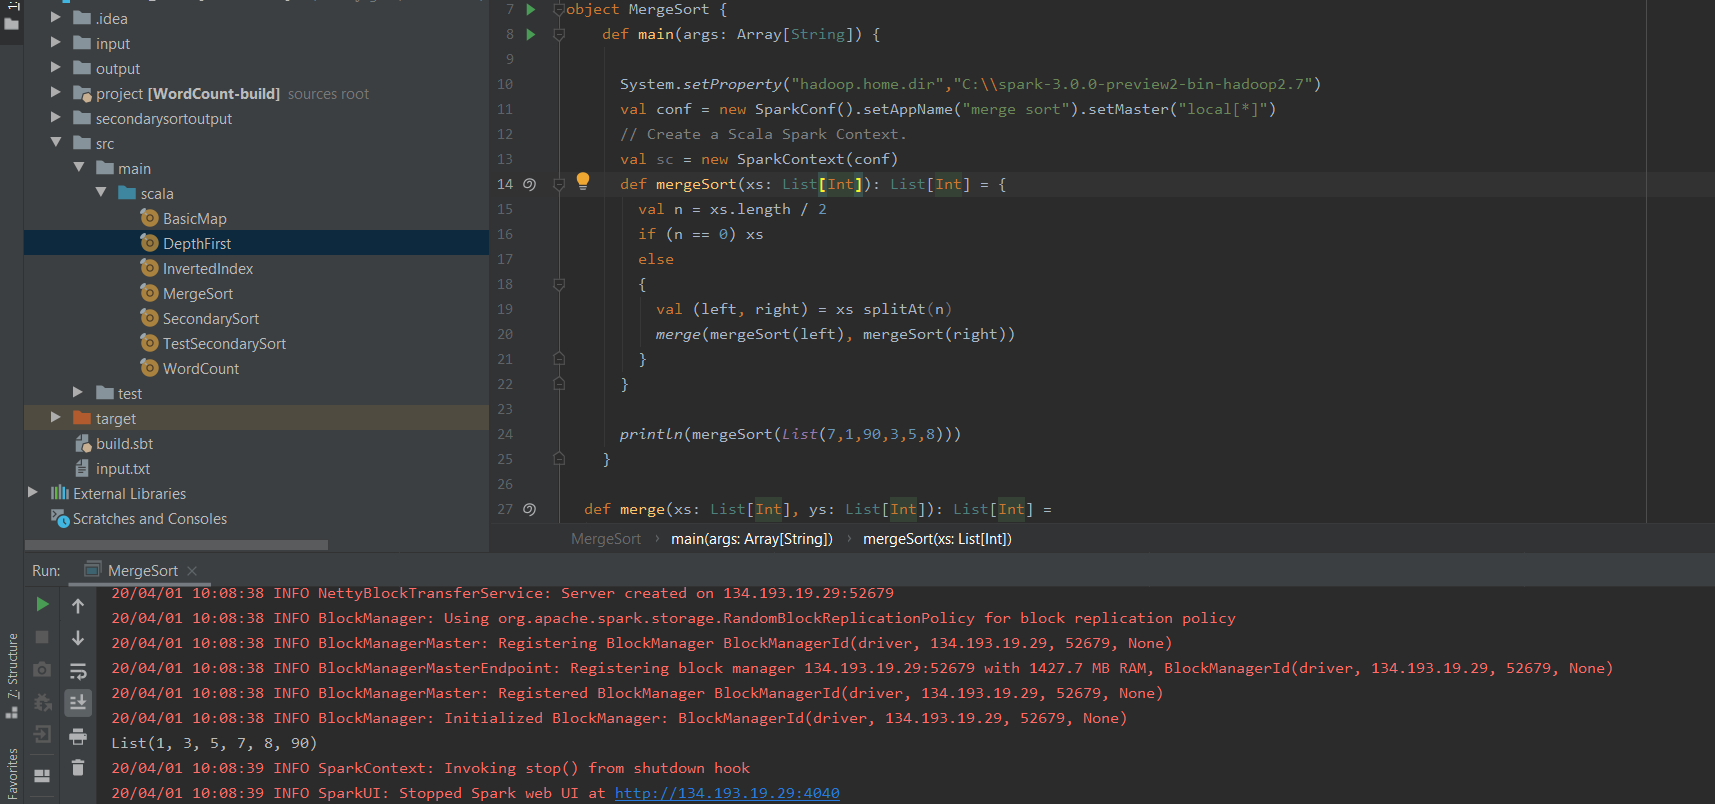 .idea
input
output
project [WordCount-build] sources root
secondarysortoutput
src
main
scala
BasicMap
DepthFirst
InvertedIndex
MergeSort
SecondarySort
TestSecondarySort
WordCount
test
target
build.sbt
input.txt
External Libraries
Scratches and Consoles
7 object MergeSort {
8 def main(args: Array[String]) {
9
10 System.setProperty("hadoop.home.dir","C:\\spark-3.0.0-preview2-bin-hadoop2.7")
11 val conf = new SparkConf().setAppName("merge sort").setMaster("local[*]")
12 // Create a Scala Spark Context.
13 val sc = new SparkContext(conf)
14 def mergeSort(xs: List[Int]): List[Int] = {
15 val n = xs.length / 2
16 if (n == 0) xs
17 else
18 {
19 val (left, right) = xs splitAt(n)
20 merge(mergeSort(left), mergeSort(right))
21 }
22 }
23
24 println(mergeSort(List(7,1,90,3,5,8)))
25 }
26
27 def merge(xs: List[Int], ys: List[Int]): List[Int] =
MergeSort › main(args: Array[String]) › mergeSort(xs: List[Int])
Run: MergeSort
20/04/01 10:08:38 INFO NettyBlockTransferService: Server created on 134.193.19.29:52679
20/04/01 10:08:38 INFO BlockManager: Using org.apache.spark.storage.RandomBlockReplicationPolicy for block replication policy
20/04/01 10:08:38 INFO BlockManagerMaster: Registering BlockManager BlockManagerId(driver, 134.193.19.29, 52679, None)
20/04/01 10:08:38 INFO BlockManagerMasterEndpoint: Registering block manager 134.193.19.29:52679 with 1427.7 MB RAM, BlockManagerId(driver, 134.193.19.29, 52679, None)
20/04/01 10:08:38 INFO BlockManagerMaster: Registered BlockManager BlockManagerId(driver, 134.193.19.29, 52679, None)
20/04/01 10:08:38 INFO BlockManager: Initialized BlockManager: BlockManagerId(driver, 134.193.19.29, 52679, None)
List(1, 3, 5, 7, 8, 90)
20/04/01 10:08:39 INFO SparkContext: Invoking stop() from shutdown hook
20/04/01 10:08:39 INFO SparkUI: Stopped Spark web UI at http://134.193.19.29:4040
7: Structure
Favorites